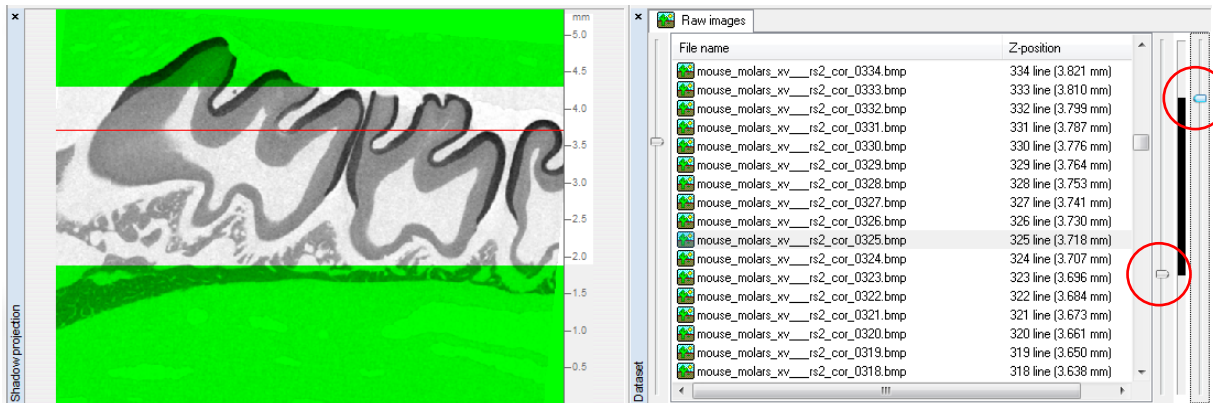 mm
5.0
4.5
4.0
3.5
3.0
2.5
2.0
1.5
1.0
0.5
Shadow projection
Raw images
File name Z-position
mouse_molars_xv___rs2_cor_0334.bmp 334 line (3.821 mm)
mouse_molars_xv___rs2_cor_0333.bmp 333 line (3.810 mm)
mouse_molars_xv___rs2_cor_0332.bmp 332 line (3.799 mm)
mouse_molars_xv___rs2_cor_0331.bmp 331 line (3.787 mm)
mouse_molars_xv___rs2_cor_0330.bmp 330 line (3.776 mm)
mouse_molars_xv___rs2_cor_0329.bmp 329 line (3.764 mm)
mouse_molars_xv___rs2_cor_0328.bmp 328 line (3.753 mm)
mouse_molars_xv___rs2_cor_0327.bmp 327 line (3.741 mm)
mouse_molars_xv___rs2_cor_0326.bmp 326 line (3.730 mm)
mouse_molars_xv___rs2_cor_0325.bmp 325 line (3.718 mm)
mouse_molars_xv___rs2_cor_0324.bmp 324 line (3.707 mm)
mouse_molars_xv___rs2_cor_0323.bmp 323 line (3.696 mm)
mouse_molars_xv___rs2_cor_0322.bmp 322 line (3.684 mm)
mouse_molars_xv___rs2_cor_0321.bmp 321 line (3.673 mm)
mouse_molars_xv___rs2_cor_0320.bmp 320 line (3.661 mm)
mouse_molars_xv___rs2_cor_0319.bmp 319 line (3.650 mm)
mouse_molars_xv___rs2_cor_0318.bmp 318 line (3.638 mm)
Dataset